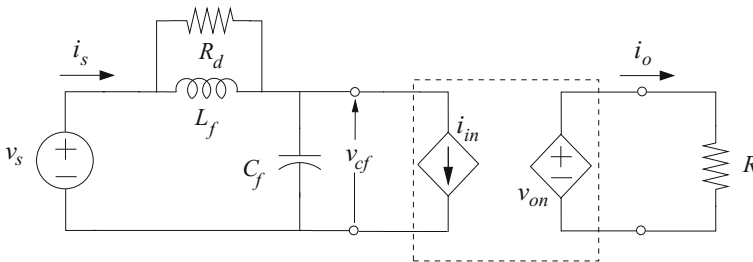 R_d
i_s
i_o
L_f
i_in
v_s
+
−
C_f
v_cf
+
−
v_on
R